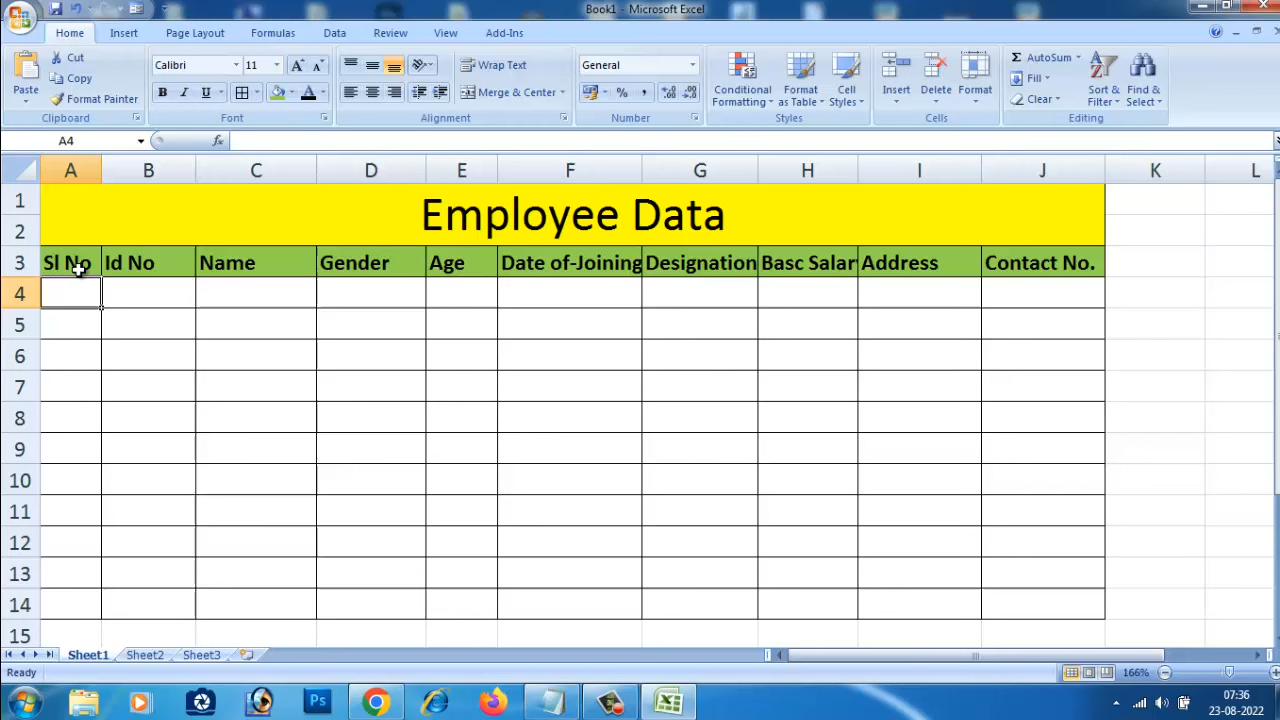 Book1 - Microsoft Excel
Home Insert Page Layout Formulas Data Review View Add-Ins
Cut Calibri 11 Wrap Text General AutoSum
Copy Fill
Paste Format Painter B I U Merge & Center % , Conditional Formatting Format as Table Cell Styles Insert Delete Format Clear Sort & Filter Find & Select
Clipboard Font Alignment Number Styles Cells Editing
A4 fx
A B C D E F G H I J K L
1 Employee Data
2
3 Sl No Id No Name Gender Age Date of-Joining Designation Basc Salar Address Contact No.
4
5
6
7
8
9
10
11
12
13
14
15
Sheet1 Sheet2 Sheet3
Ready 166%
Ps 07:36
23-08-2022